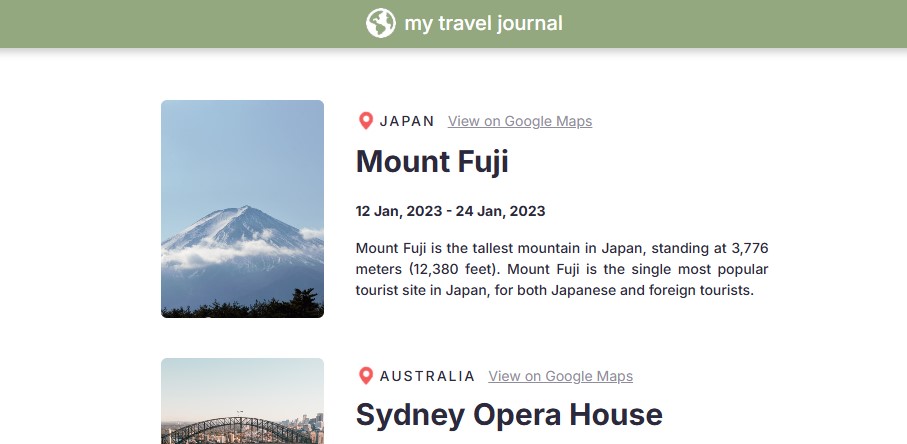 my travel journal
JAPAN View on Google Maps
Mount Fuji
12 Jan, 2023 - 24 Jan, 2023
Mount Fuji is the tallest mountain in Japan, standing at 3,776
meters (12,380 feet). Mount Fuji is the single most popular
tourist site in Japan, for both Japanese and foreign tourists.
AUSTRALIA View on Google Maps
Sydney Opera House